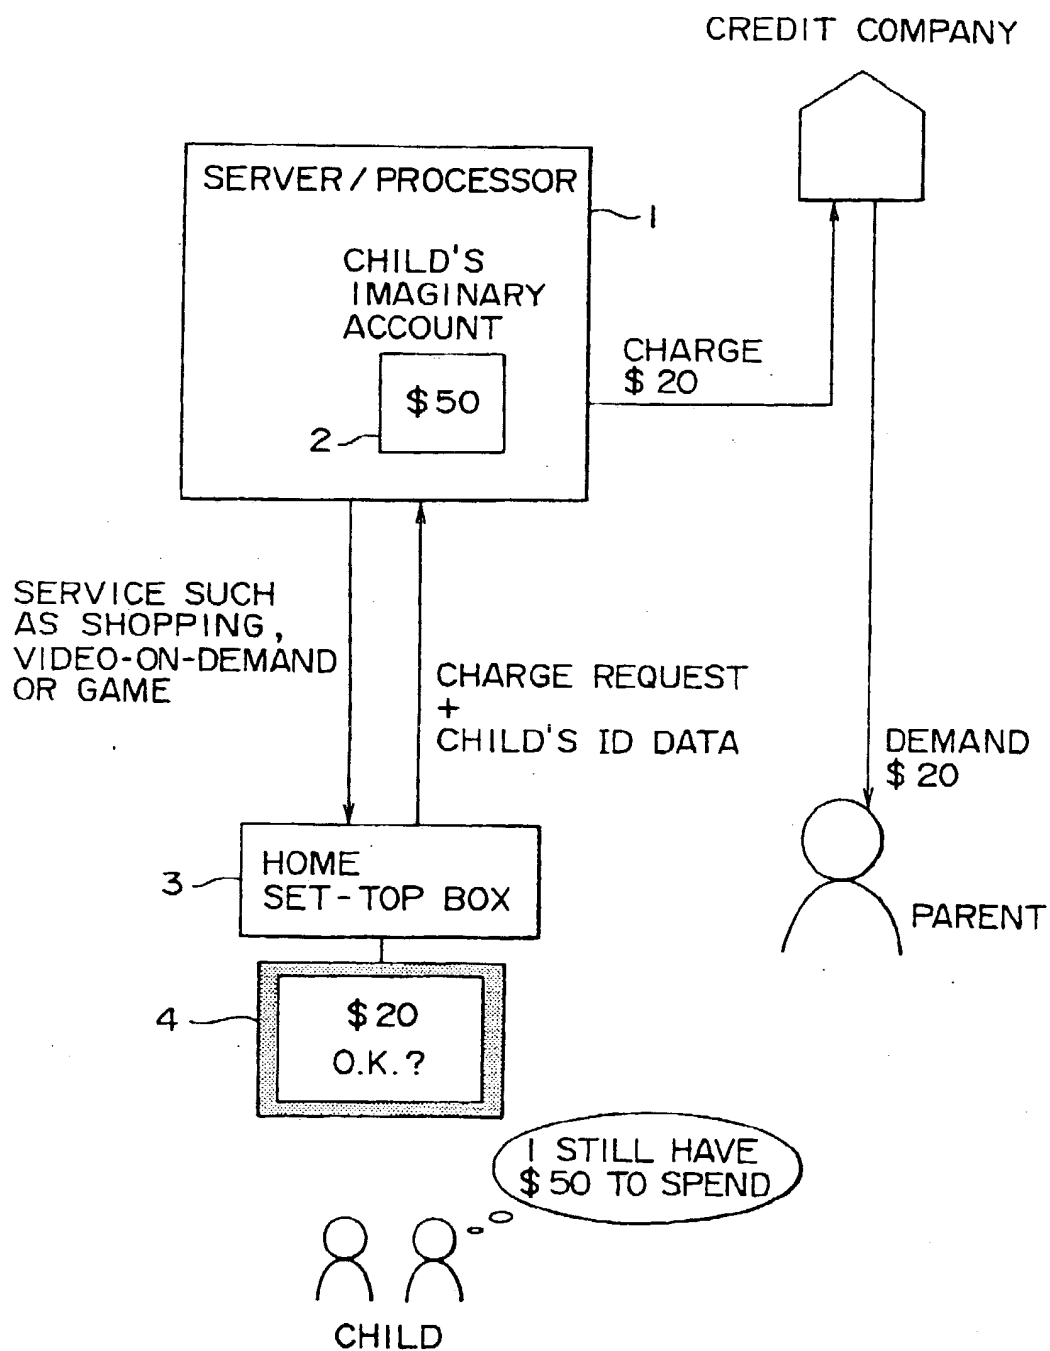 CREDIT COMPANY
SERVER/PROCESSOR
1
CHILD'S
IMAGINARY
ACCOUNT
$50
2
CHARGE
$20
SERVICE SUCH
AS SHOPPING,
VIDEO-ON-DEMAND
OR GAME
CHARGE REQUEST
+
CHILD'S ID DATA
DEMAND
$20
3
HOME
SET-TOP BOX
PARENT
4
$20
O.K.?
I STILL HAVE
$50 TO SPEND
CHILD